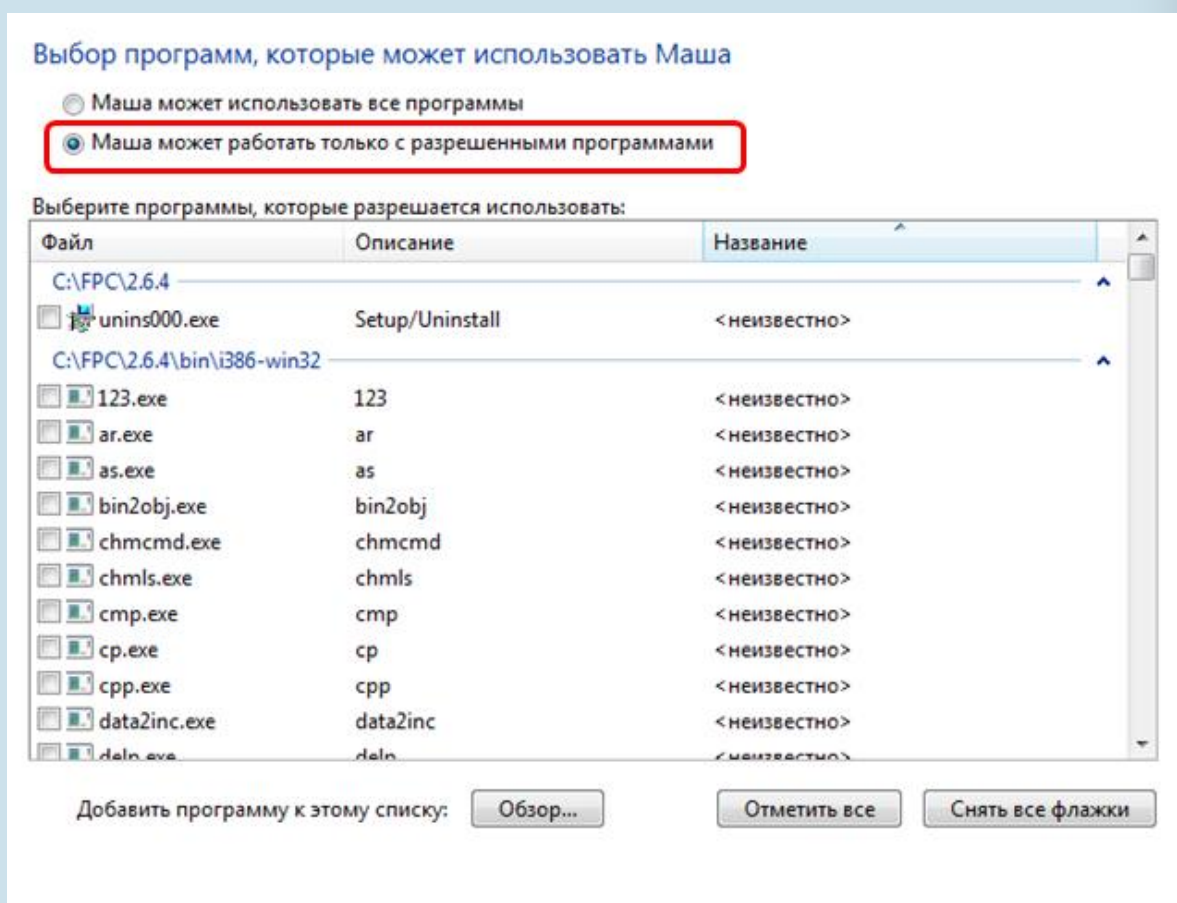 Выбор программ, которые может использовать Маша
Маша может использовать все программы
Маша может работать только с разрешенными программами
Выберите программы, которые разрешается использовать:
Файл Описание Название
C:\FPC\2.6.4
unins000.exe Setup/Uninstall <неизвестно>
C:\FPC\2.6.4\bin\i386-win32
123.exe 123 <неизвестно>
ar.exe ar <неизвестно>
as.exe as <неизвестно>
bin2obj.exe bin2obj <неизвестно>
chmcmd.exe chmcmd <неизвестно>
chmls.exe chmls <неизвестно>
cmp.exe cmp <неизвестно>
cp.exe cp <неизвестно>
cpp.exe cpp <неизвестно>
data2inc.exe data2inc <неизвестно>
delp.exe delp <неизвестно>
Добавить программу к этому списку: Обзор... Отметить все Снять все флажки